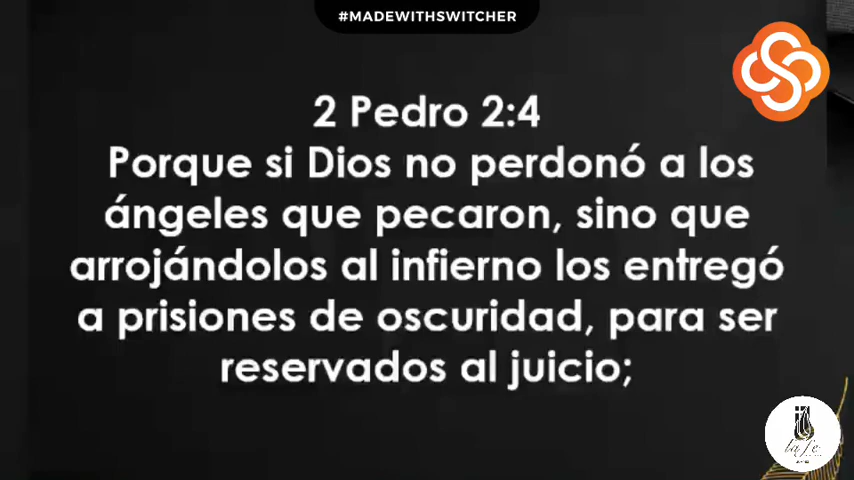 #MADEWITHSWITCHER
2 Pedro 2:4
Porque si Dios no perdonó a los
ángeles que pecaron, sino que
arrojándolos al infierno los entregó
a prisiones de oscuridad, para ser
reservados al juicio;
la fe